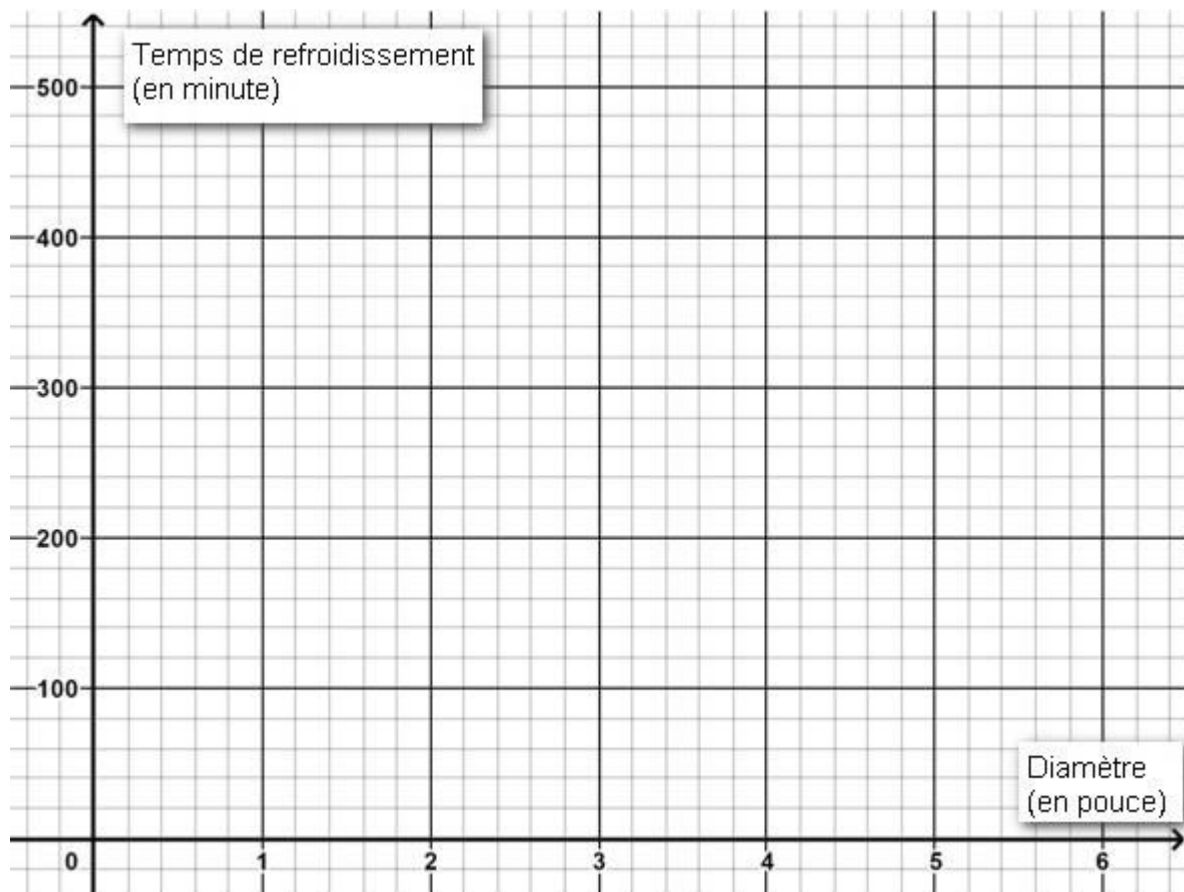 Temps de refroidissement
(en minute)
500
400
300
200
100
Diamètre
(en pouce)
0 1 2 3 4 5 6